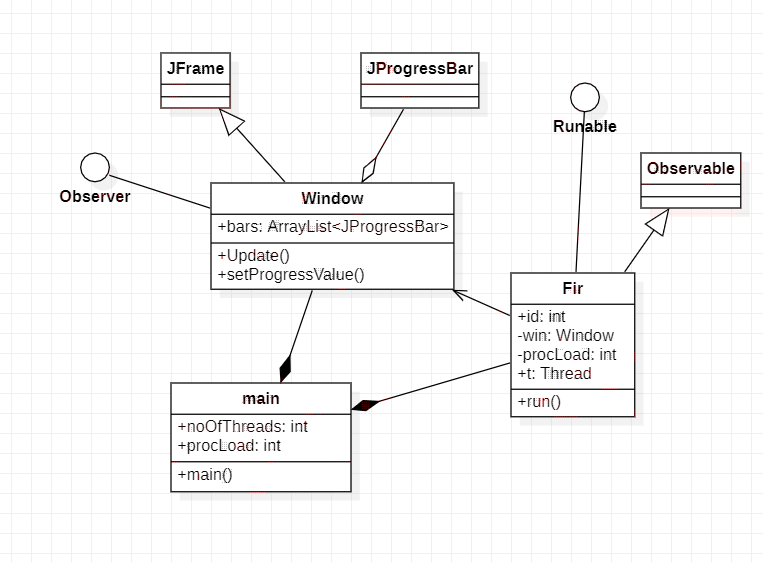 JFrame
JProgressBar
Runable
Observer
Observable
Window
+bars: ArrayList<JProgressBar>
+Update()
+setProgressValue()
Fir
+id: int
-win: Window
-procLoad: int
+t: Thread
+run()
main
+noOfThreads: int
+procLoad: int
+main()